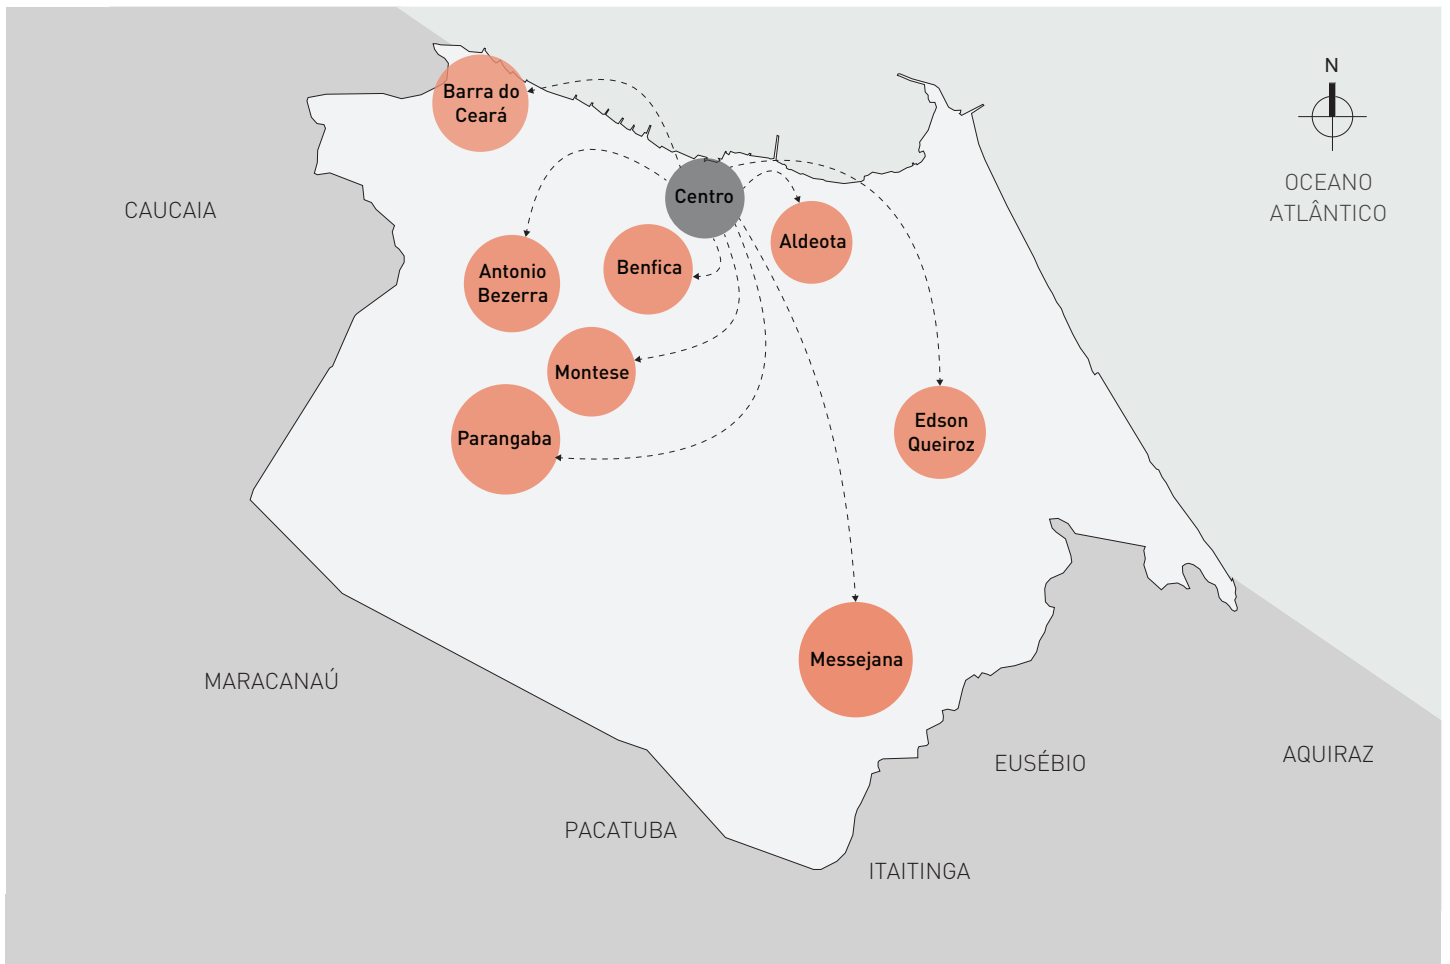 Barra do
Ceará
N
OCEANO
ATLÂNTICO
CAUCAIA
Centro
Aldeota
Benfica
Antonio
Bezerra
Montese
Parangaba
Edson
Queiroz
Messejana
MARACANAÚ
EUSÉBIO
AQUIRAZ
PACATUBA
ITAITINGA